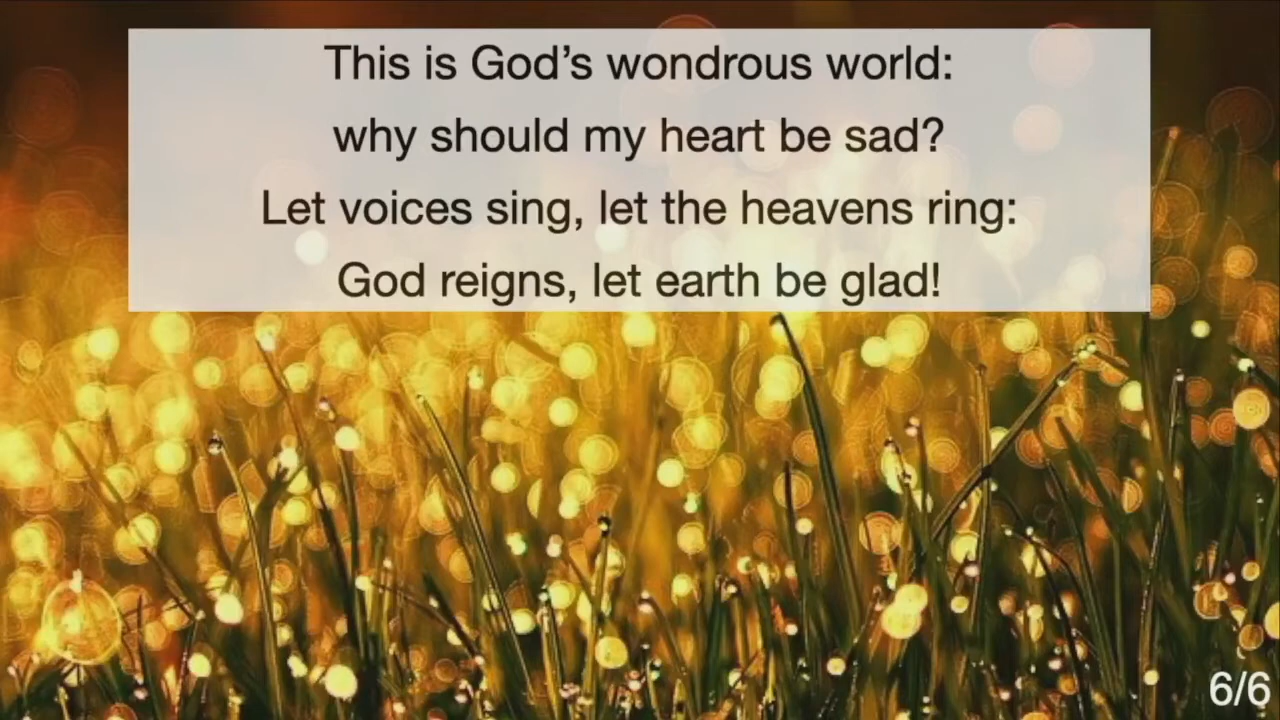 This is God’s wondrous world:
why should my heart be sad?
Let voices sing, let the heavens ring:
God reigns, let earth be glad!
6/6